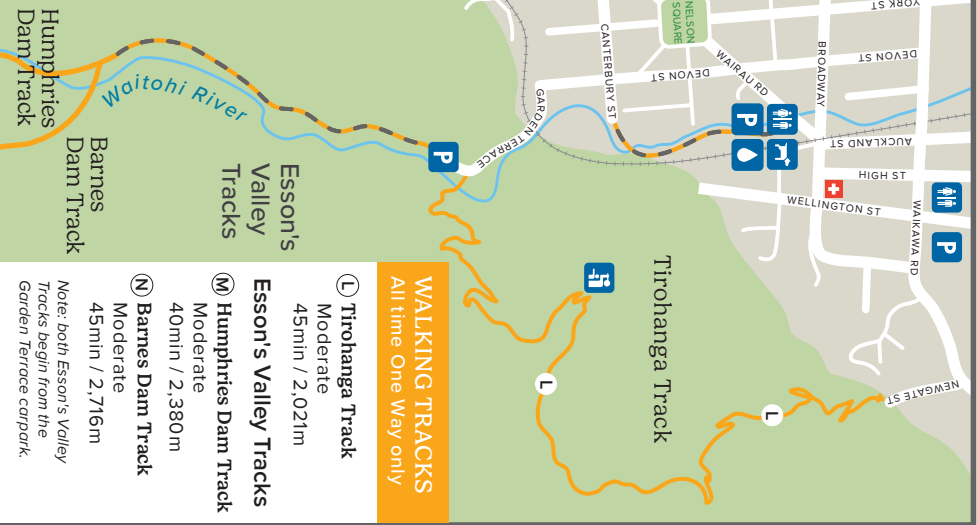 YORK ST
NELSON
SQUARE
DEVON ST
DEVON ST
CANTERBURY ST
WAIRAU RD
BROADWAY
GARDEN TERRACE
P
AUCKLAND ST
HIGH ST
WELLINGTON ST
WAIKAWA RD
P
NEWGATE ST
P
Humphries
Dam Track
Waitohi River
Barnes
Dam Track
Esson's
Valley
Tracks
Tirohanga Track
L
L
WALKING TRACKS
All time One Way only
L Tirohanga Track
Moderate
45min / 2,021m
Esson's Valley Tracks
M Humphries Dam Track
Moderate
40min / 2,380m
N Barnes Dam Track
Moderate
45min / 2,716m
Note: both Esson's Valley
Tracks begin from the
Garden Terrace carpark.